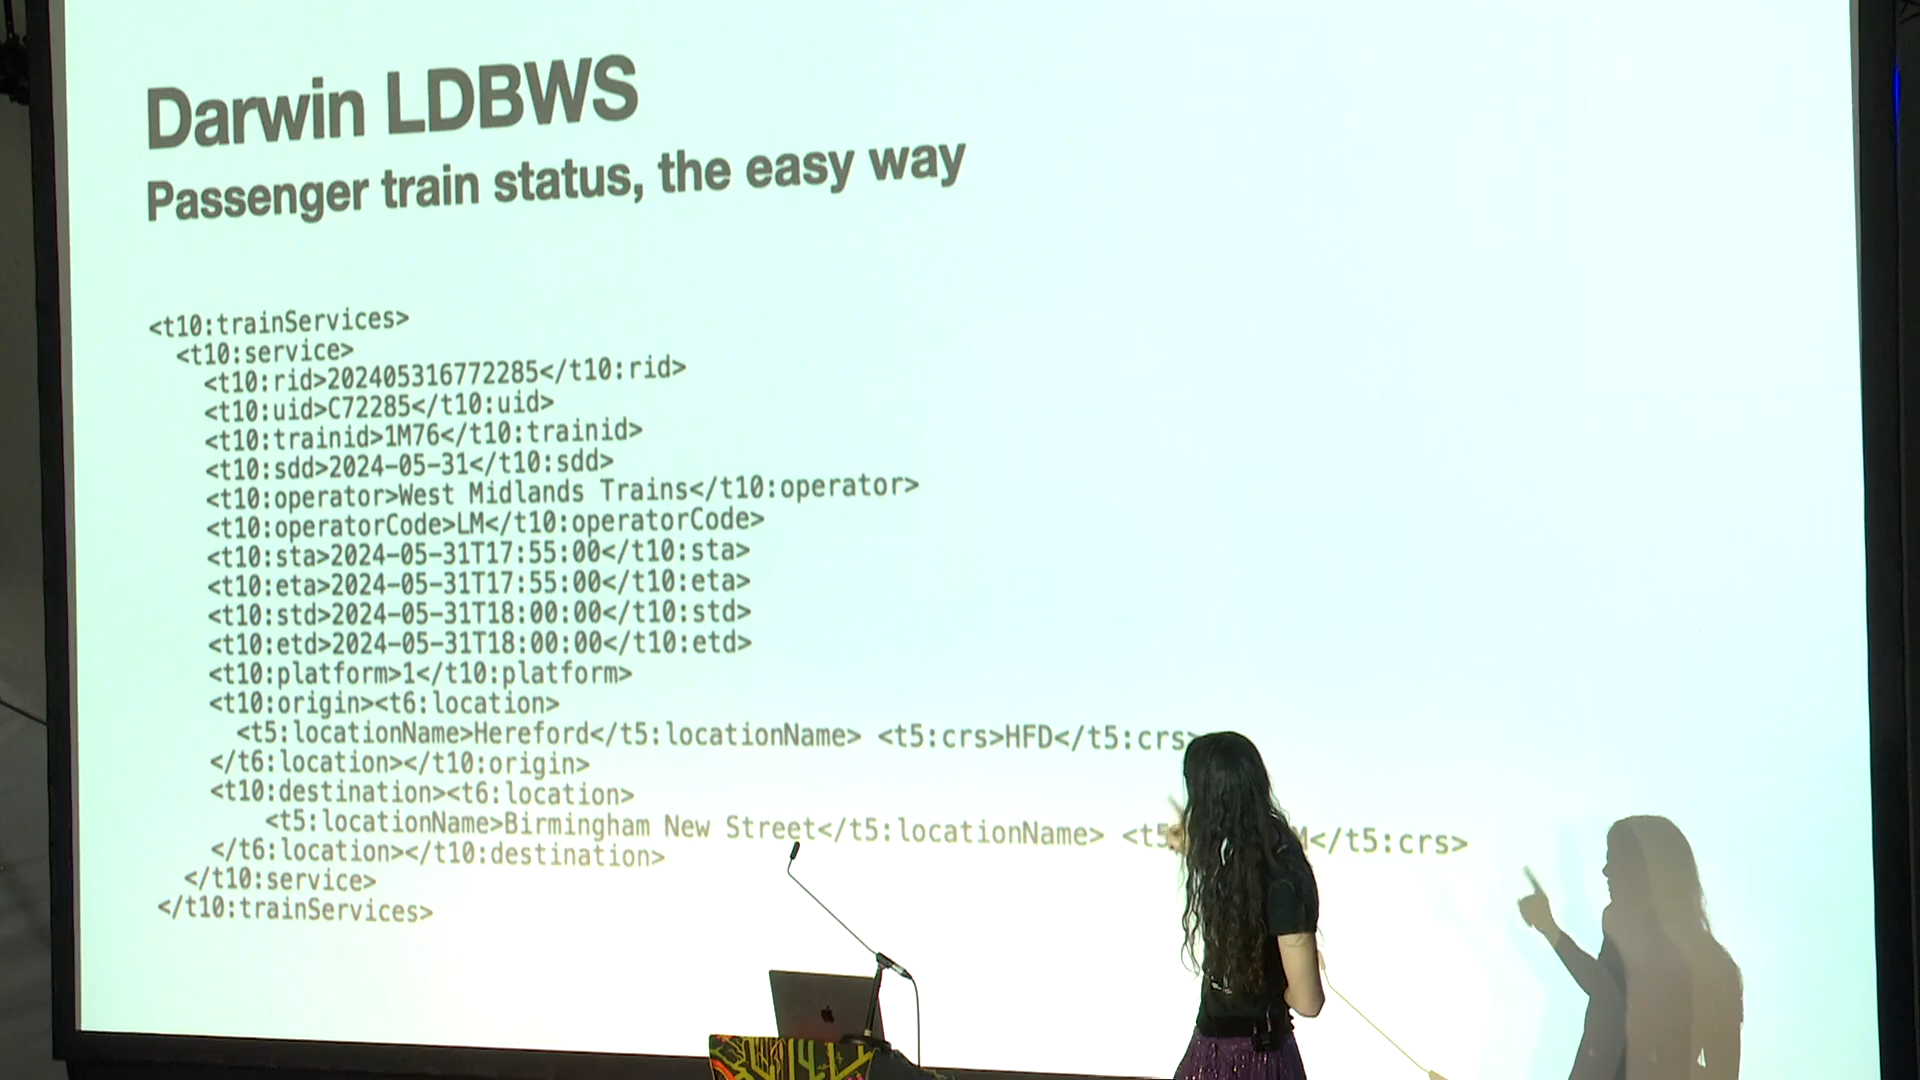 Darwin LDBWS
Passenger train status, the easy way
<t10:trainServices>
<t10:service>
<t10:rid>202405316772285</t10:rid>
<t10:uid>C72285</t10:uid>
<t10:trainid>1M76</t10:trainid>
<t10:sdd>2024-05-31</t10:sdd>
<t10:operator>West Midlands Trains</t10:operator>
<t10:operatorCode>LM</t10:operatorCode>
<t10:sta>2024-05-31T17:55:00</t10:sta>
<t10:eta>2024-05-31T17:55:00</t10:eta>
<t10:std>2024-05-31T18:00:00</t10:std>
<t10:etd>2024-05-31T18:00:00</t10:etd>
<t10:platform>1</t10:platform>
<t10:origin><t6:location>
<t5:locationName>Hereford</t5:locationName> <t5:crs>HFD</t5:crs>
</t6:location></t10:origin>
<t10:destination><t6:location>
<t5:locationName>Birmingham New Street</t5:locationName> <t5 M</t5:crs>
</t6:location></t10:destination>
</t10:service>
</t10:trainServices>